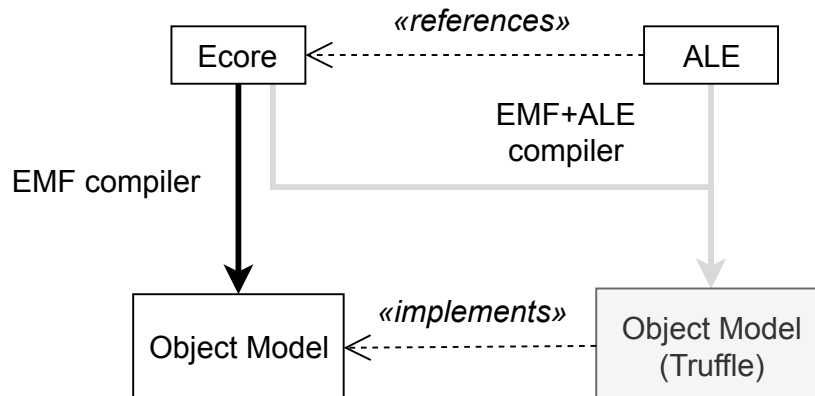 «references»
Ecore
ALE
EMF+ALE
compiler
EMF compiler
«implements»
Object Model
Object Model
(Truffle)